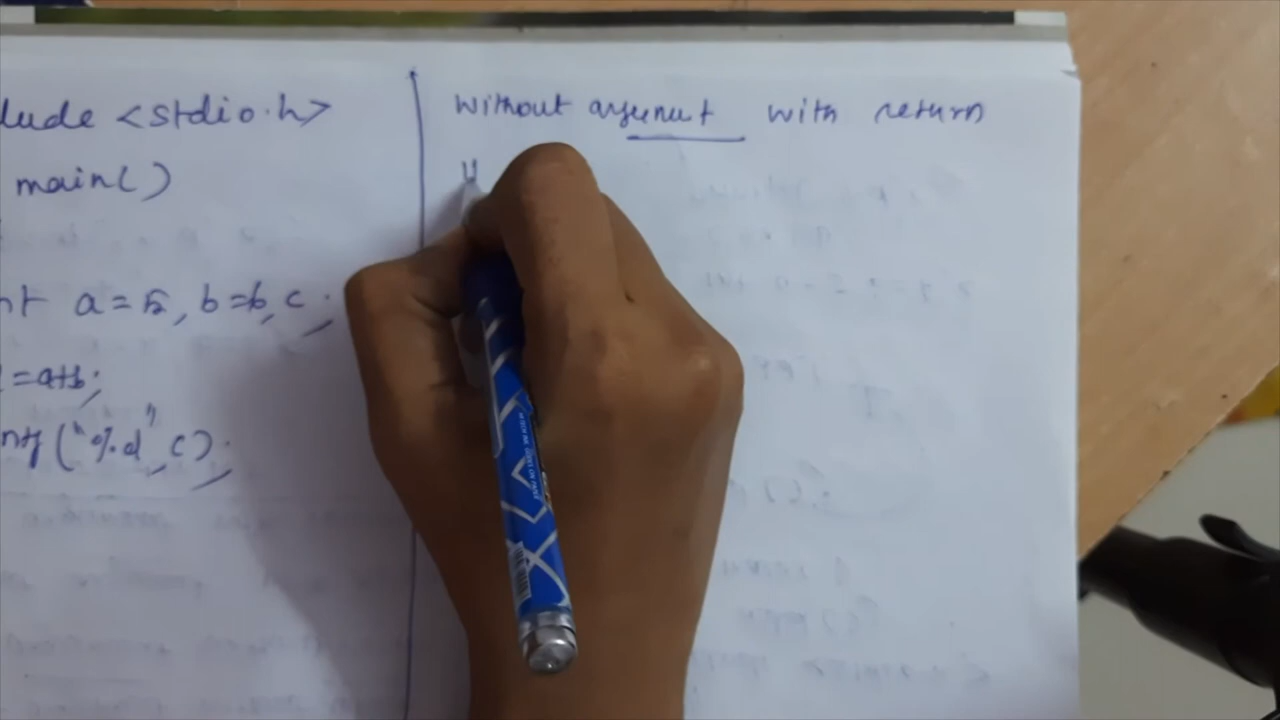 lude <stdio.h>
main()
nt a=5, b=6, c;
=a+b;
ntf("%d", c);
without argument with return